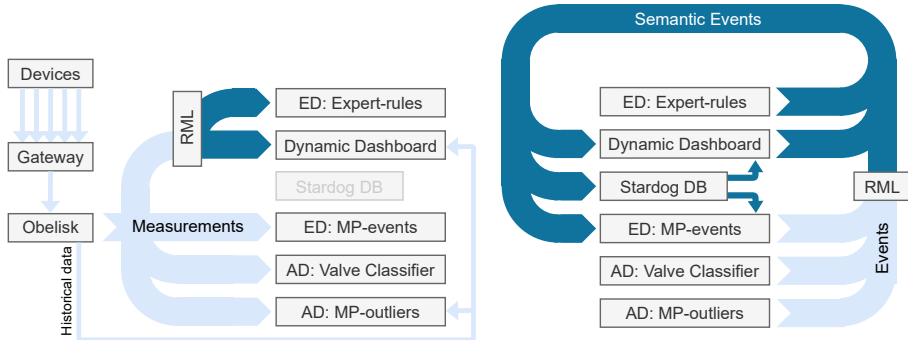 Devices
Gateway
Obelisk
Historical data
Measurements
RML
ED: Expert-rules
Dynamic Dashboard
Stardog DB
ED: MP-events
AD: Valve Classifier
AD: MP-outliers
Semantic Events
ED: Expert-rules
Dynamic Dashboard
Stardog DB
ED: MP-events
AD: Valve Classifier
AD: MP-outliers
RML
Events